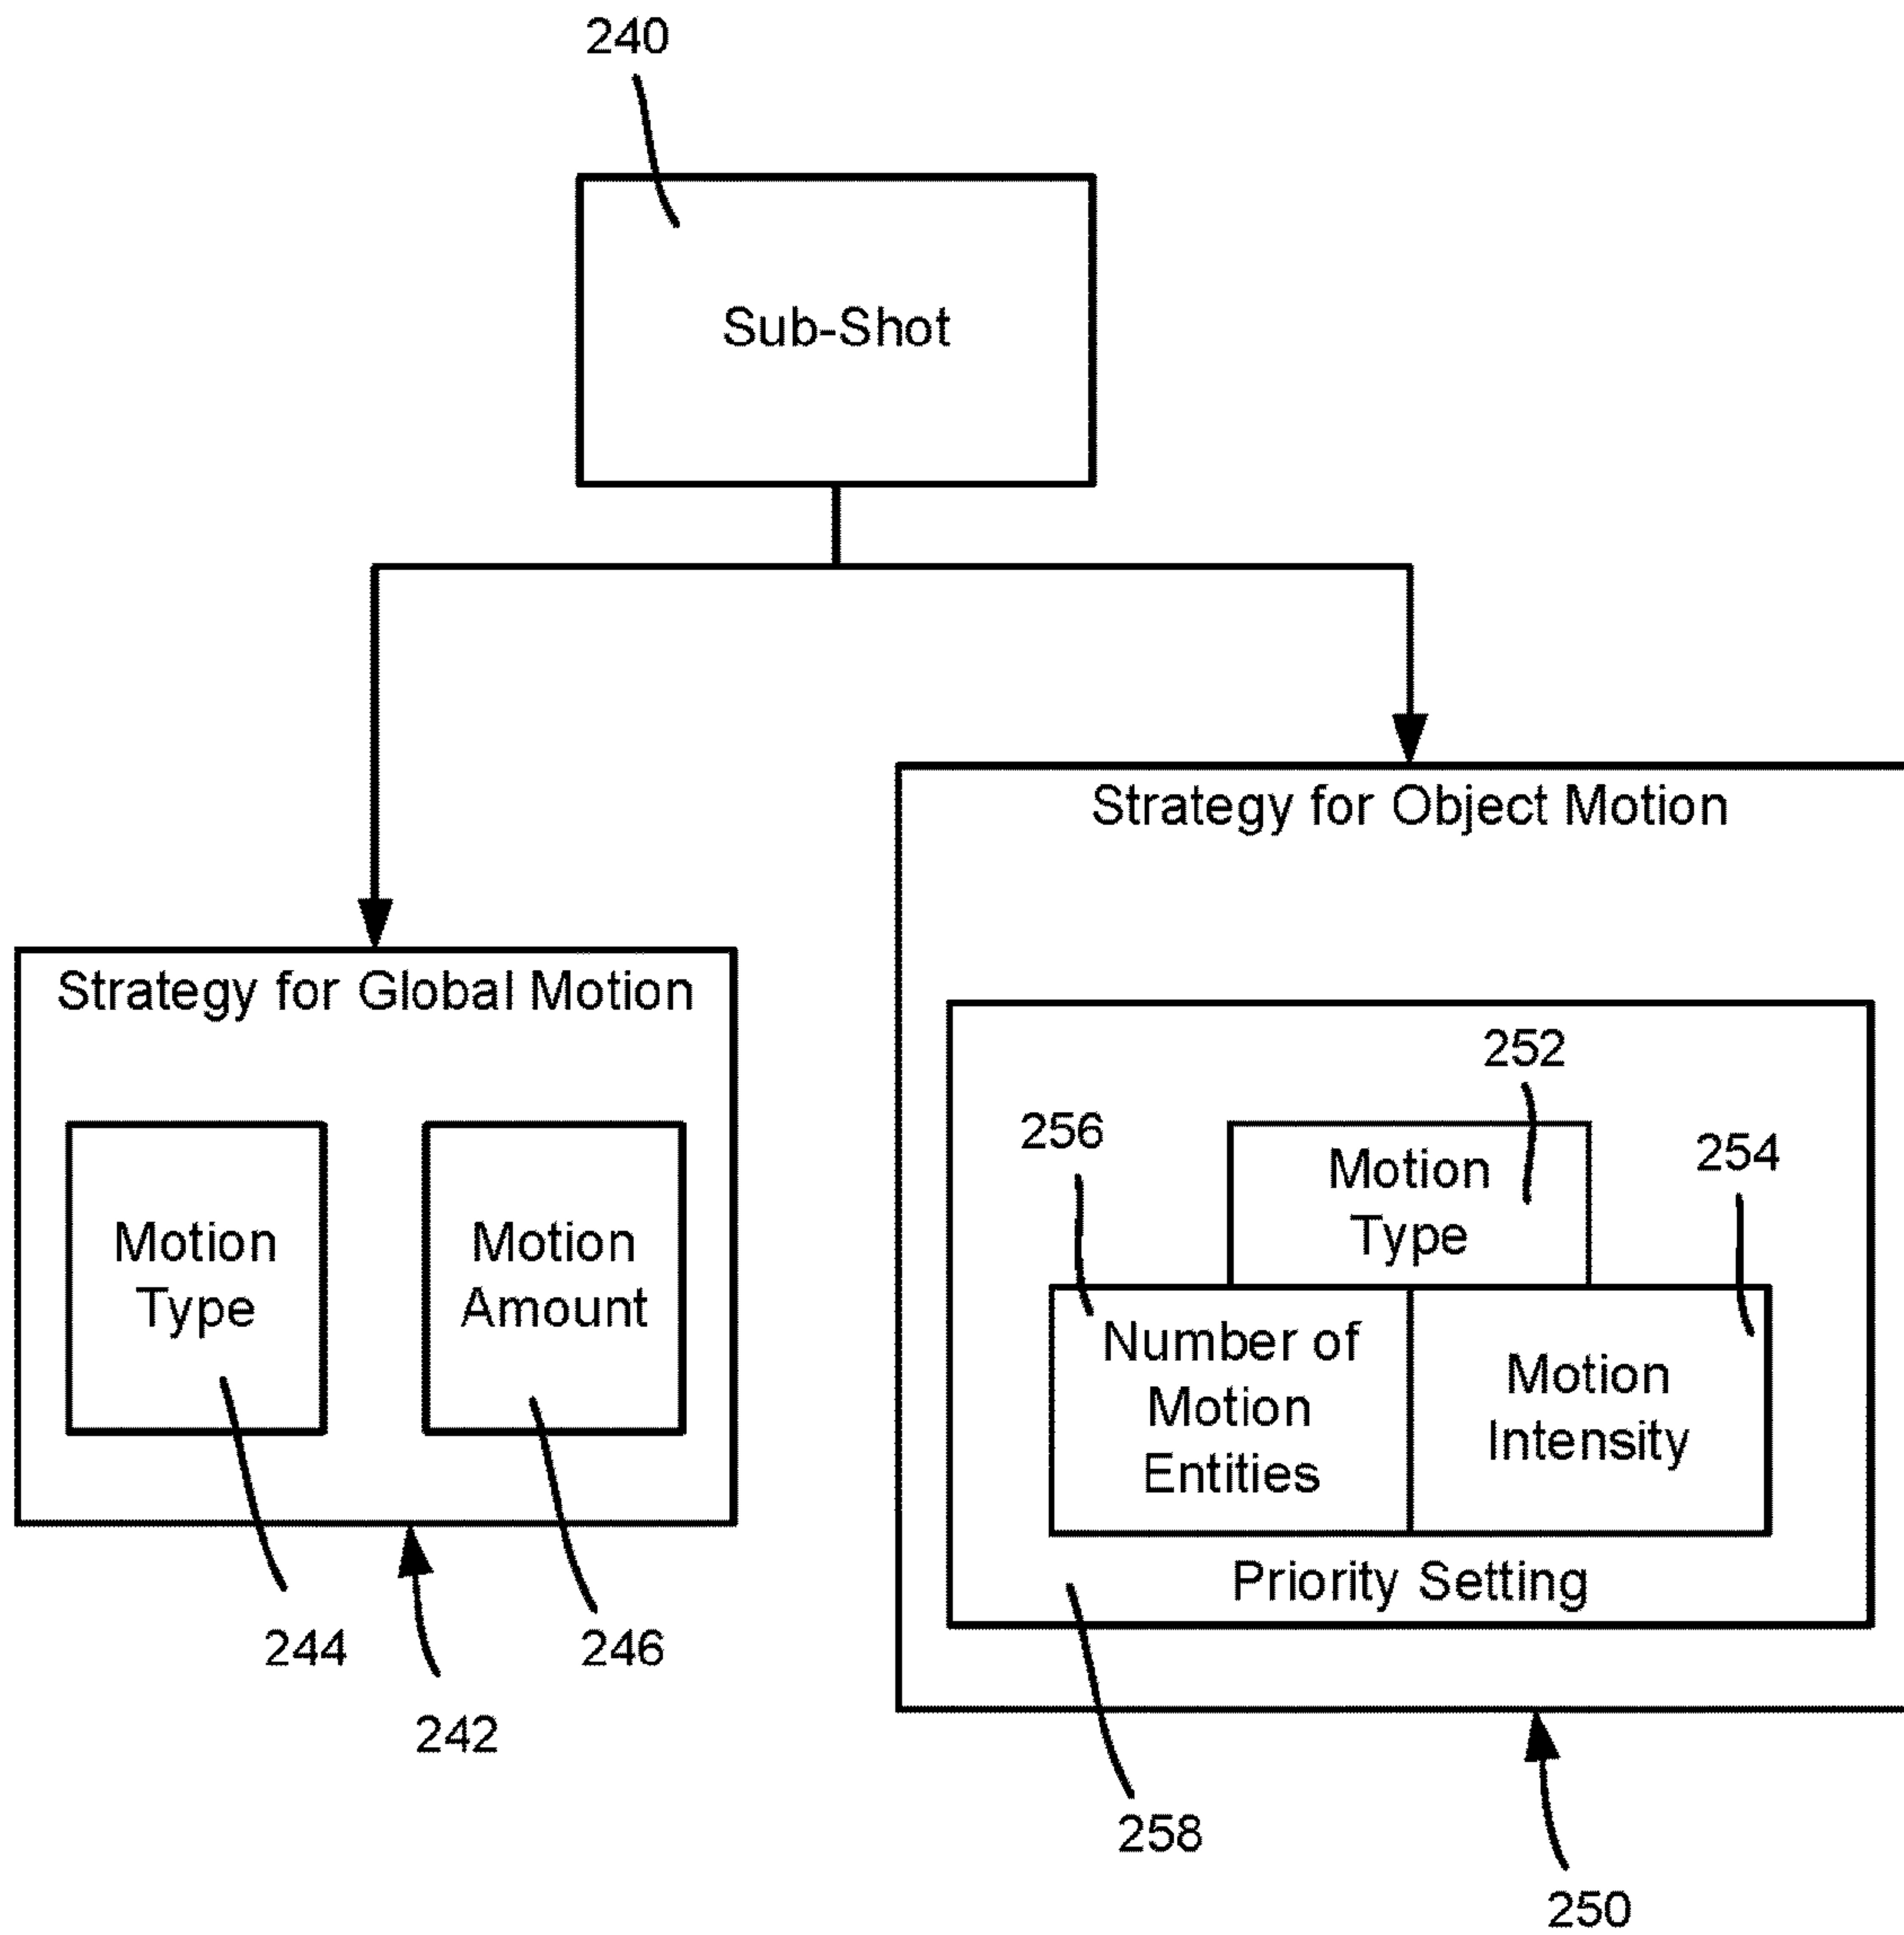 240
Sub-Shot
Strategy for Global Motion
Motion
Type
Motion
Amount
244
246
242
Strategy for Object Motion
252
256
254
Motion
Type
Number of
Motion
Entities
Motion
Intensity
Priority Setting
258
250